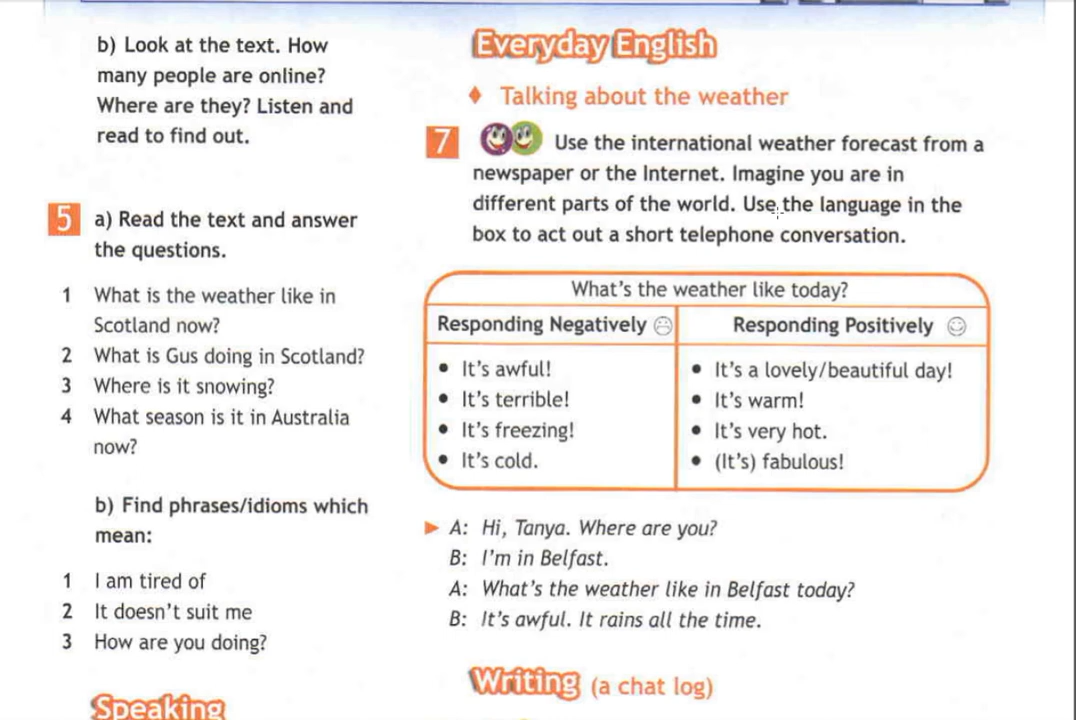 b) Look at the text. How
many people are online?
Where are they? Listen and
read to find out.
5 a) Read the text and answer
the questions.
1 What is the weather like in
Scotland now?
2 What is Gus doing in Scotland?
3 Where is it snowing?
4 What season is it in Australia
now?
b) Find phrases/idioms which
mean:
1 I am tired of
2 It doesn't suit me
3 How are you doing?
Speaking
Everyday English
♦ Talking about the weather
7 Use the international weather forecast from a
newspaper or the Internet. Imagine you are in
different parts of the world. Use the language in the
box to act out a short telephone conversation.
What's the weather like today?
Responding Negatively
• It's awful!
• It's terrible!
• It's freezing!
• It's cold.
Responding Positively
• It's a lovely/beautiful day!
• It's warm!
• It's very hot.
• (It's) fabulous!
► A: Hi, Tanya. Where are you?
B: I'm in Belfast.
A: What's the weather like in Belfast today?
B: It's awful. It rains all the time.
Writing (a chat log)